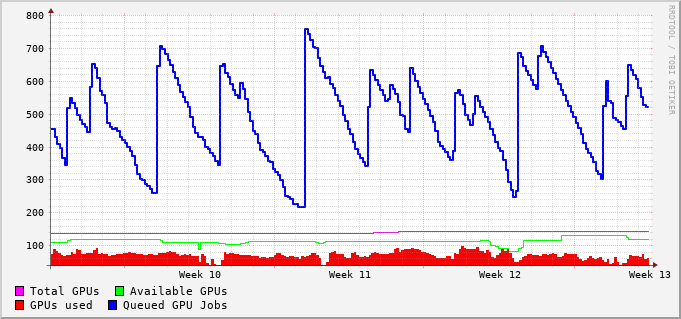 800
700
600
500
400
300
200
100
Week 10 Week 11 Week 12 Week 13
Total GPUs Available GPUs
GPUs used Queued GPU Jobs
RRDTOOL / TOBI OETIKER